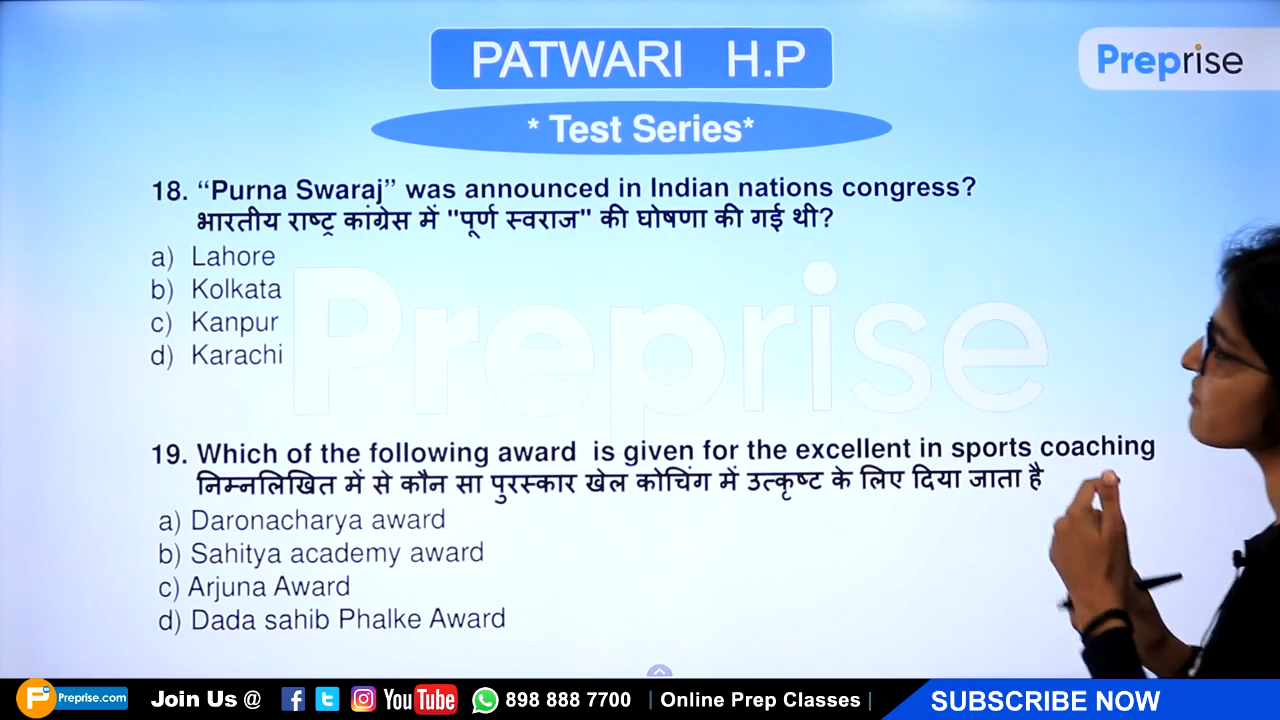 PATWARI H.P
Preprise
* Test Series*
18. “Purna Swaraj” was announced in Indian nations congress?
भारतीय राष्ट्र कांग्रेस में "पूर्ण स्वराज" की घोषणा की गई थी?
a) Lahore
b) Kolkata
c) Kanpur
d) Karachi
Preprise
19. Which of the following award is given for the excellent in sports coaching
निम्नलिखित में से कौन सा पुरस्कार खेल कोचिंग में उत्कृष्ट के लिए दिया जाता है
a) Daronacharya award
b) Sahitya academy award
c) Arjuna Award
d) Dada sahib Phalke Award
Preprise.com Join Us @ YouTube 898 888 7700 | Online Prep Classes | SUBSCRIBE NOW